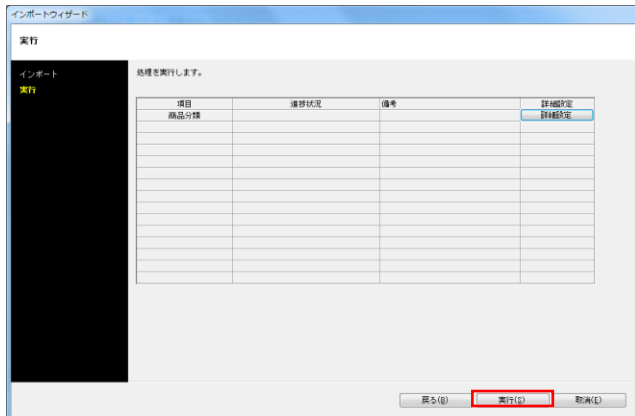 インポートウィザード
実行
インポート
実行
処理を実行します。
項目 進捗状況 備考 詳細設定
商品分類 詳細設定
戻る(B) 実行(S) 取消(E)